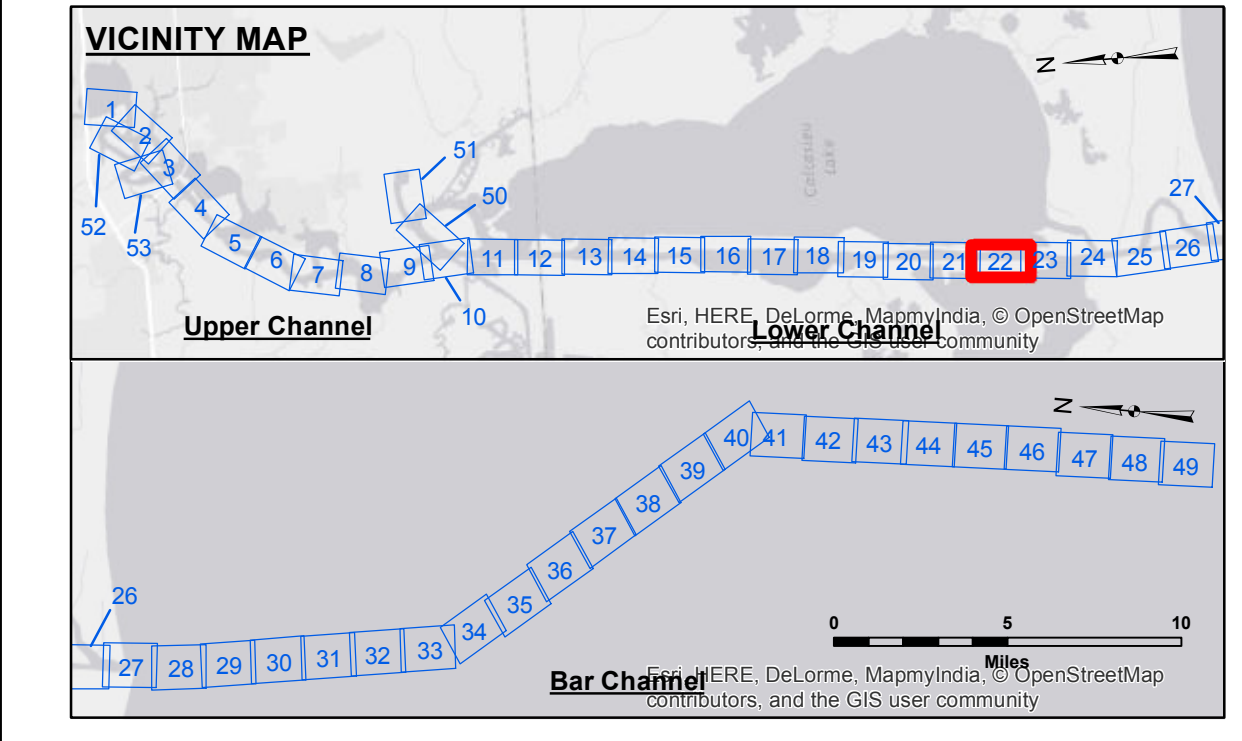 VICINITY MAP
N
1
2
3
4
5
6
7
8
9
10
11 12 13 14 15 16 17 18 19 20 21 22 23 24 25 26
27
50
51
52
53
Calcasieu
Lake
Upper Channel
Lower Channel
Esri, HERE, DeLorme, MapmyIndia, © OpenStreetMap
contributors, and the GIS user community
N
26
27 28 29 30 31 32 33 34 35 36 37 38 39 40 41 42 43 44 45 46 47 48 49
0 5 10
Miles
Bar Channel
Esri, HERE, DeLorme, MapmyIndia, © OpenStreetMap
contributors, and the GIS user community